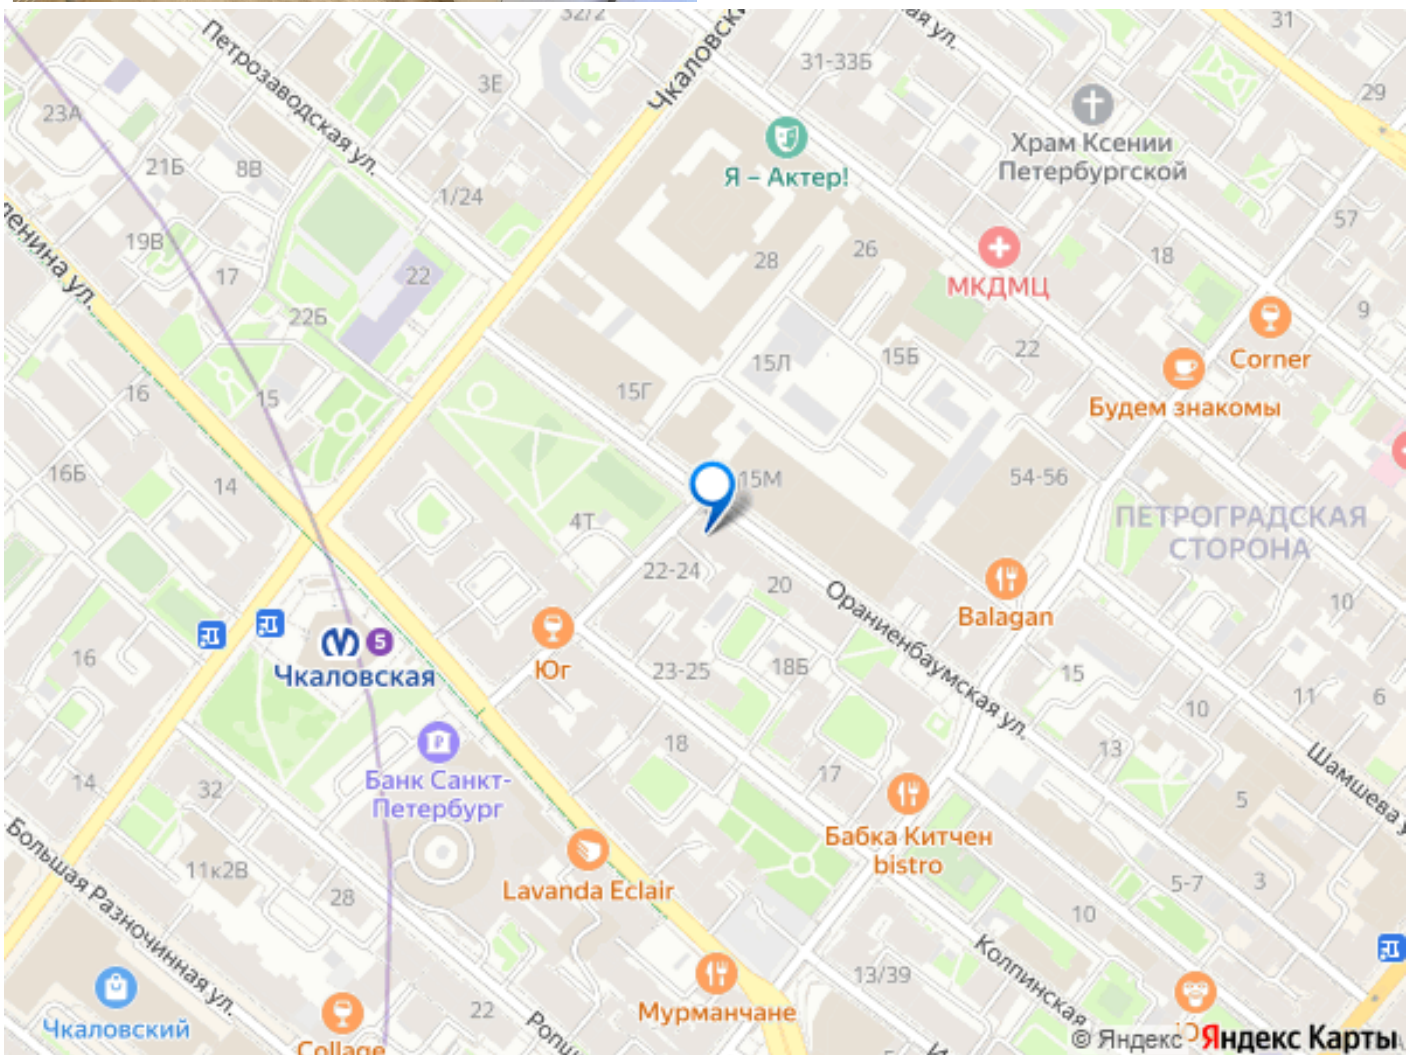 32/2
Чкаловски
ая ул.
31
Петрозаводская ул.
3Е
31-33Б
29
23А
Храм Ксении
Петербургской
21Б
8В
Я – Актер!
1/24
57
ленина ул.
19В
26
18
28
17
22
МКДМЦ
22Б
9
22
Corner
15Л
15Б
16
15
15Г
Будем знакомы
16Б
14
15М
54-56
4Т
ПЕТРОГРАДСКАЯ
СТОРОНА
22-24
20
Ораниенбаумская ул.
10
Balagan
5
Чкаловская
16
Юг
23-25
18Б
15
11
6
10
18
13
Шамшева у
Банк Санкт-
Петербург
14
32
17
5
Большая Разночинная ул.
Бабка Китчен
bistro
11к2В
28
Lavanda Eclair
5-7
3
10
Колпинская
13/39
Мурманчане
22
Ропш
Чкаловский
Collage
5
© Яндекс Яндекс Карты